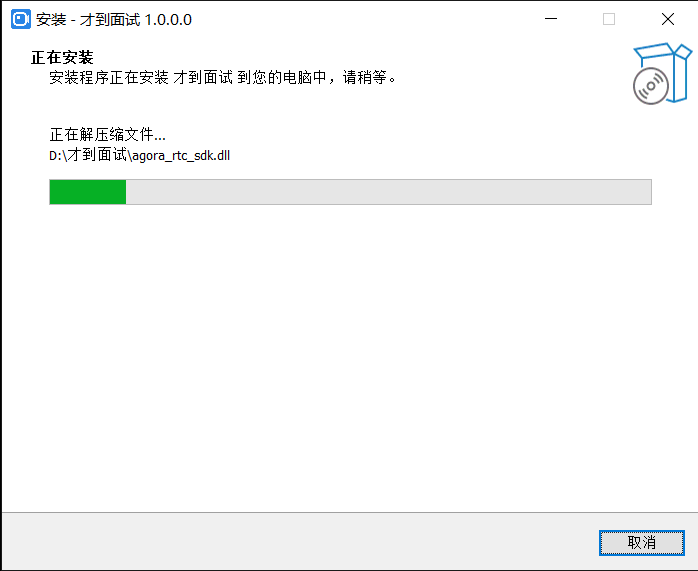 安装 - 才到面试 1.0.0.0
正在安装
安装程序正在安装 才到面试 到您的电脑中，请稍等。
正在解压缩文件...
D:\才到面试\agora_rtc_sdk.dll
取消